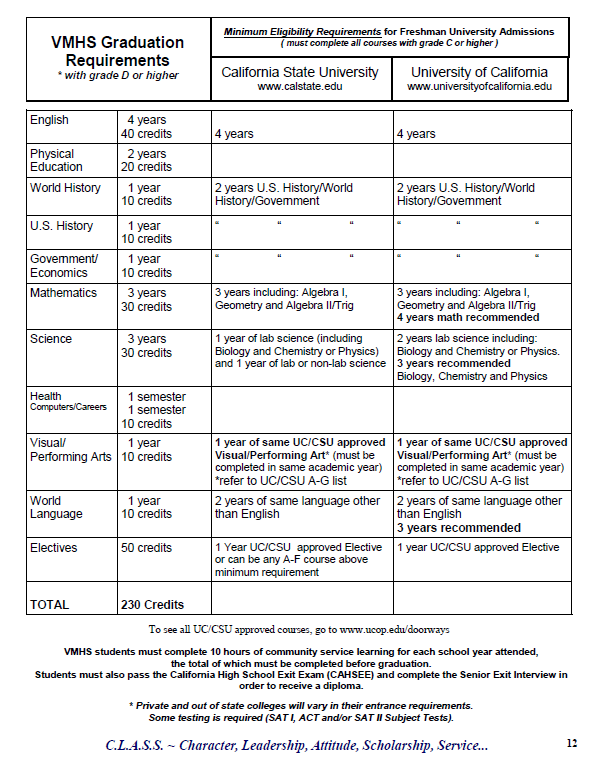 VMHS Graduation
Requirements
* with grade D or higher
Minimum Eligibility Requirements for Freshman University Admissions
( must complete all courses with grade C or higher )
California State University
www.calstate.edu
University of California
www.universityofcalifornia.edu
English
4 years
40 credits
4 years
4 years
Physical
Education
2 years
20 credits
World History
1 year
10 credits
2 years U.S. History/World
History/Government
2 years U.S. History/World
History/Government
U.S. History
1 year
10 credits
“ “ “
“ “ “
Government/
Economics
1 year
10 credits
“ “ “
“ “ “
Mathematics
3 years
30 credits
3 years including: Algebra I,
Geometry and Algebra II/Trig
3 years including: Algebra I,
Geometry and Algebra II/Trig
4 years math recommended
Science
3 years
30 credits
1 year of lab science (including
Biology and Chemistry or Physics)
and 1 year of lab or non-lab science
2 years lab science including:
Biology and Chemistry or Physics.
3 years recommended
Biology, Chemistry and Physics
Health
Computers/Careers
1 semester
1 semester
10 credits
Visual/
Performing Arts
1 year
10 credits
1 year of same UC/CSU approved
Visual/Performing Art* (must be
completed in same academic year)
*refer to UC/CSU A-G list
1 year of same UC/CSU approved
Visual/Performing Art* (must be
completed in same academic year)
*refer to UC/CSU A-G list
World
Language
1 year
10 credits
2 years of same language other
than English
2 years of same language other
than English
3 years recommended
Electives
50 credits
1 Year UC/CSU approved Elective
or can be any A-F course above
minimum requirement
1 year UC/CSU approved Elective
TOTAL
230 Credits
To see all UC/CSU approved courses, go to www.ucop.edu/doorways
VMHS students must complete 10 hours of community service learning for each school year attended,
the total of which must be completed before graduation.
Students must also pass the California High School Exit Exam (CAHSEE) and complete the Senior Exit Interview in
order to receive a diploma.
* Private and out of state colleges will vary in their entrance requirements.
Some testing is required (SAT I, ACT and/or SAT II Subject Tests).
C.L.A.S.S. ~ Character, Leadership, Attitude, Scholarship, Service...
12